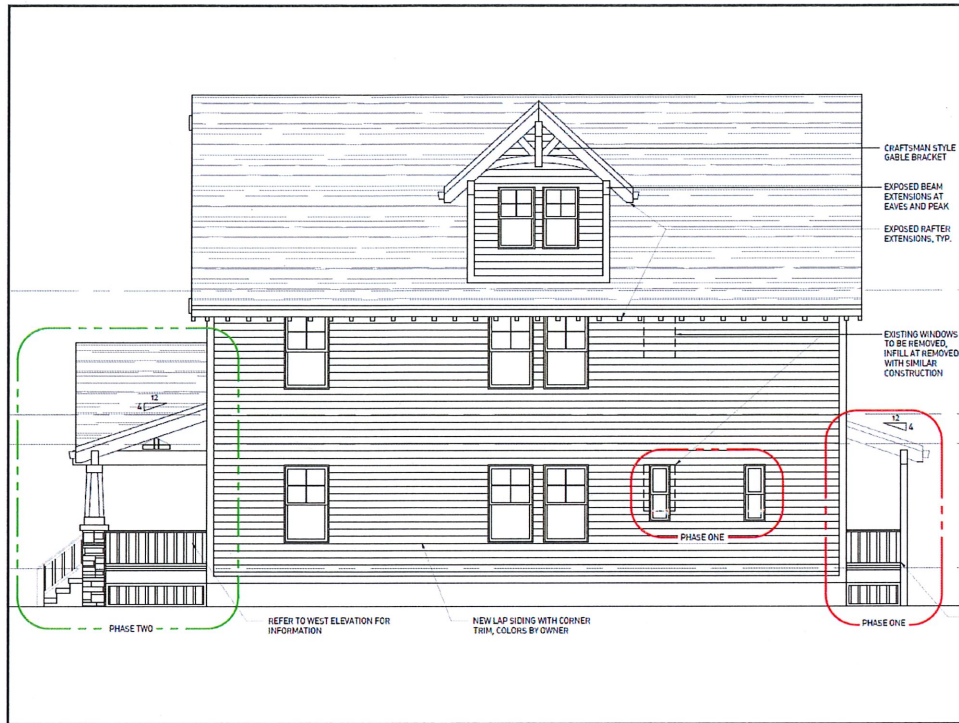 CRAFTSMAN STYLE
GABLE BRACKET
EXPOSED BEAM
EXTENSIONS AT
EAVES AND PEAK
EXPOSED RAFTER
EXTENSIONS, TYP.
EXISTING WINDOWS
TO BE REMOVED,
INFILL AT REMOVED
WITH SIMILAR
CONSTRUCTION
12
4
12
4
PHASE ONE
PHASE TWO
REFER TO WEST ELEVATION FOR
INFORMATION
NEW LAP SIDING WITH CORNER
TRIM, COLORS BY OWNER
PHASE ONE